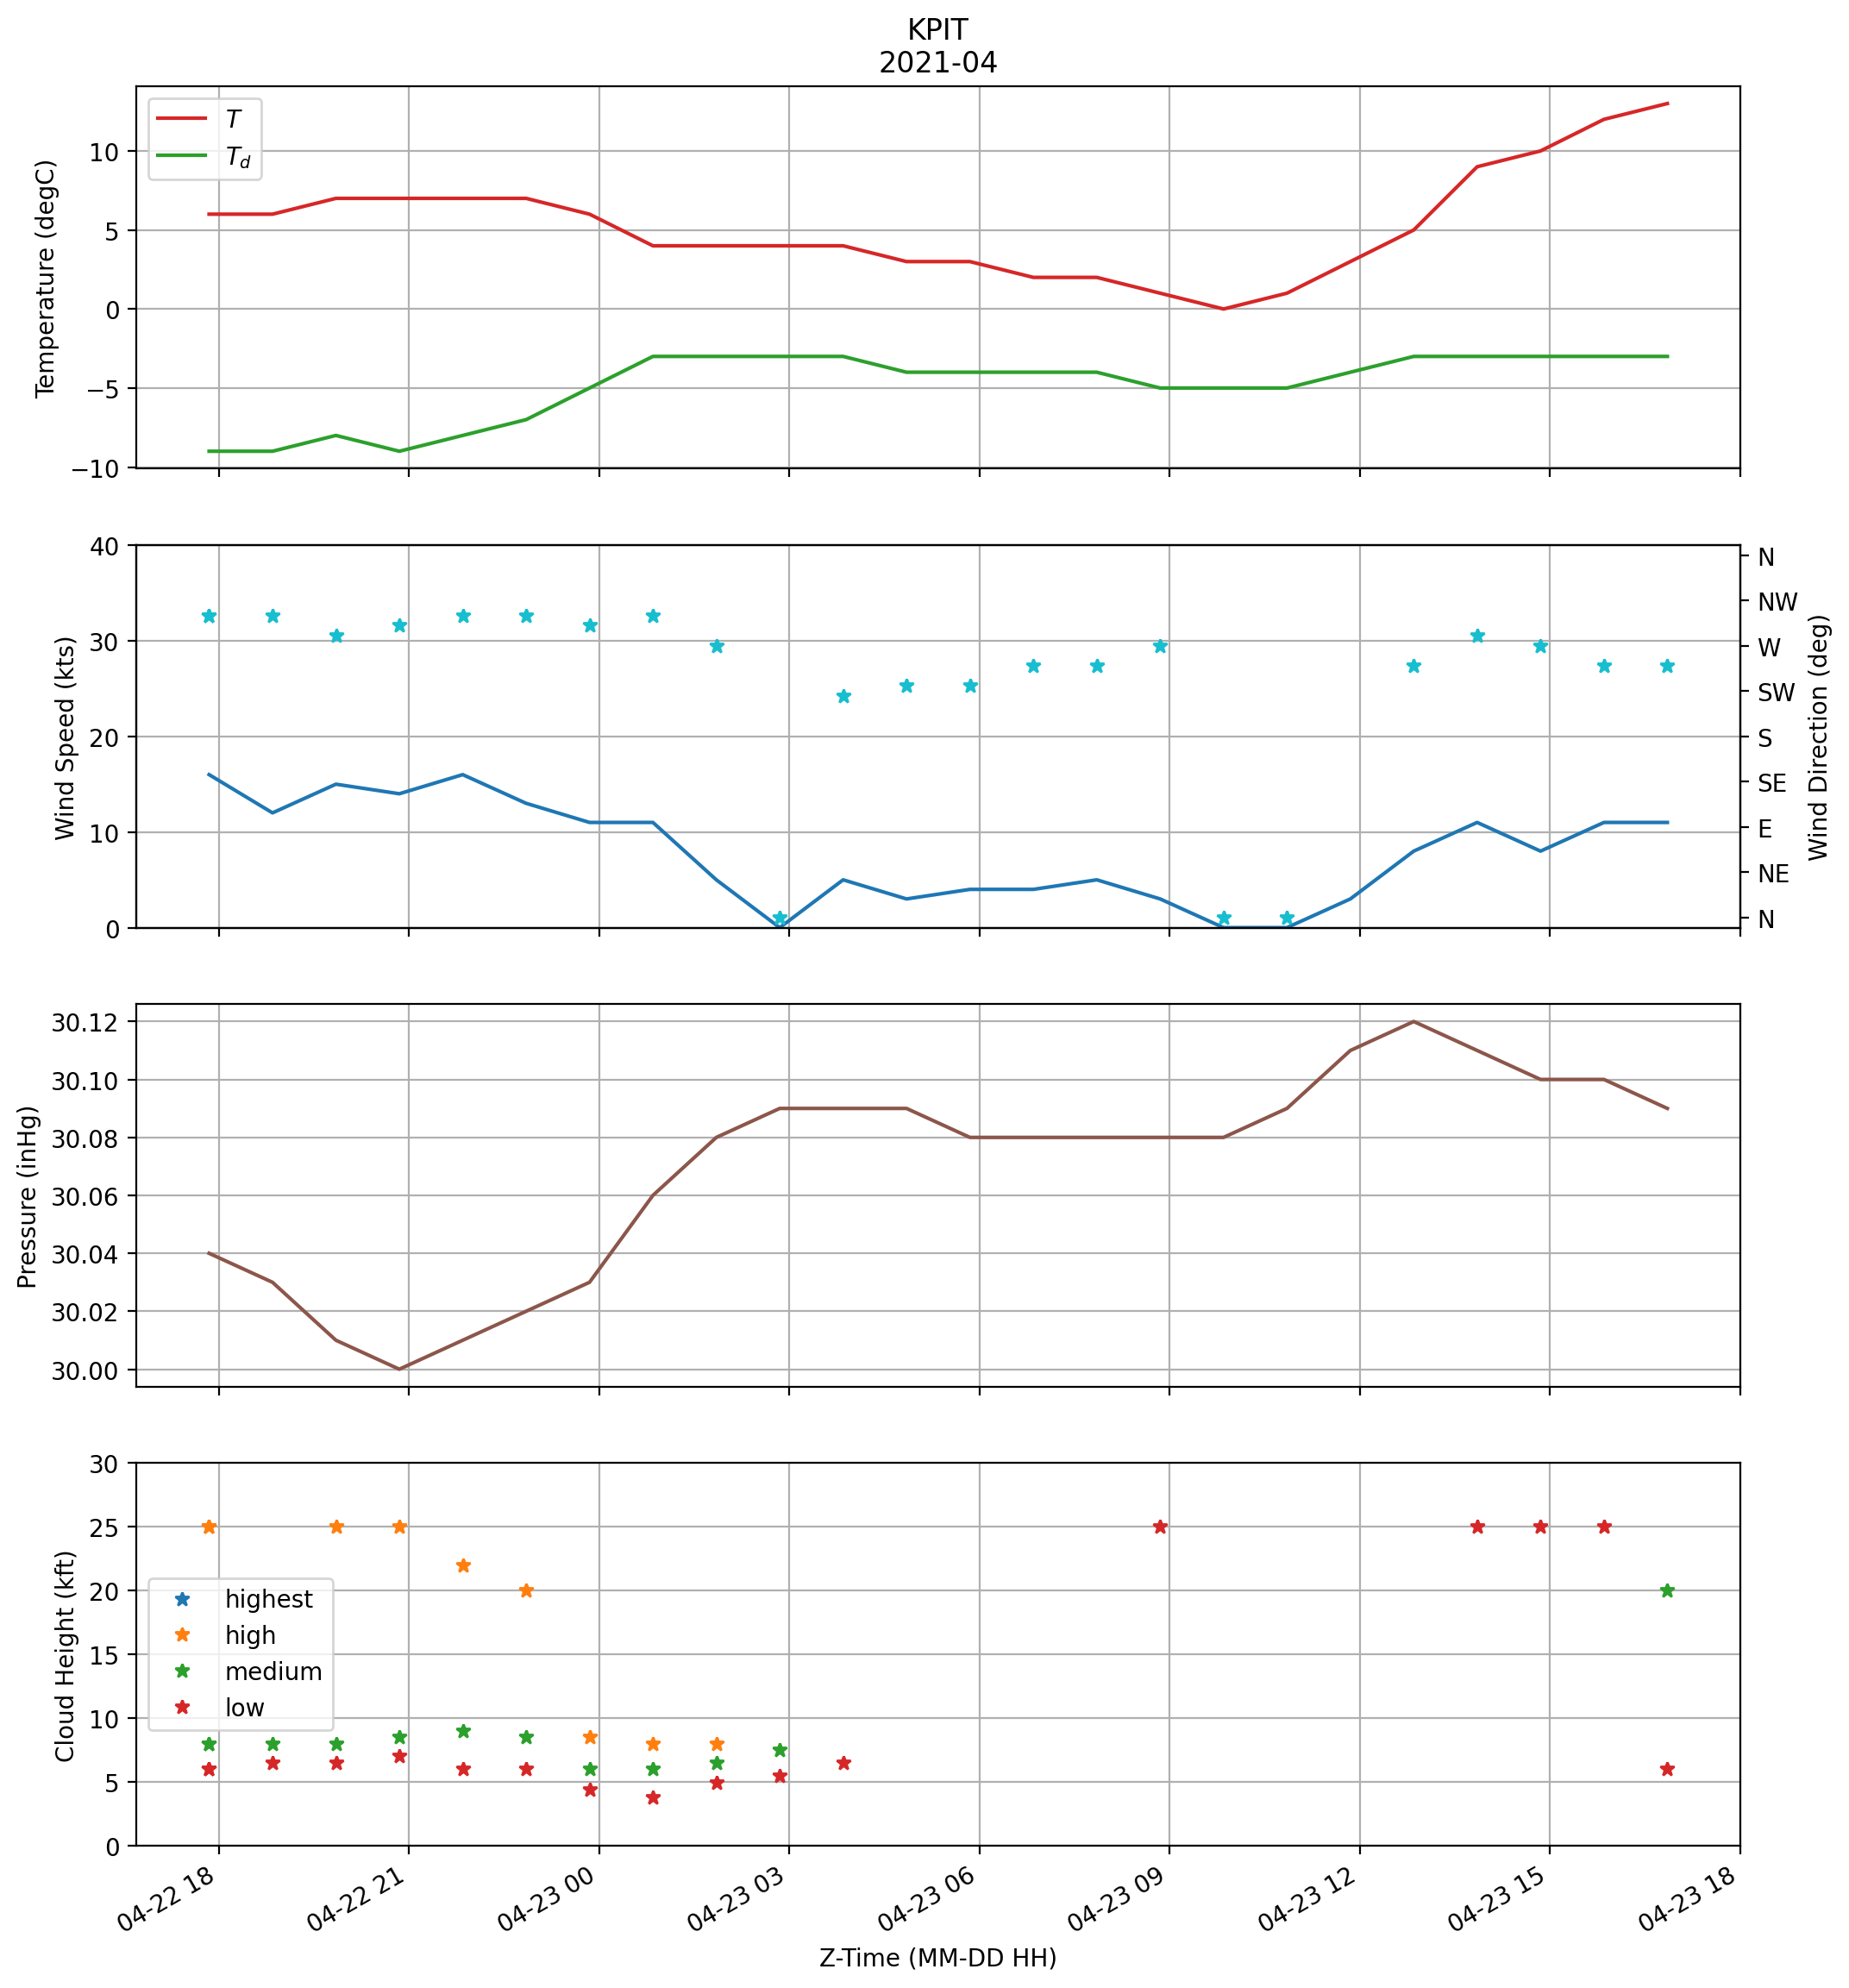 KPIT
2021-04
T
T_d
10
5
0
−5
−10
Temperature (degC)
40
30
20
10
0
Wind Speed (kts)
N
NW
W
SW
S
SE
E
NE
N
Wind Direction (deg)
30.12
30.10
30.08
30.06
30.04
30.02
30.00
Pressure (inHg)
30
25
20
15
10
5
0
Cloud Height (kft)
highest
high
medium
low
04-22 18
04-22 21
04-23 00
04-23 03
04-23 06
04-23 09
04-23 12
04-23 15
04-23 18
Z-Time (MM-DD HH)